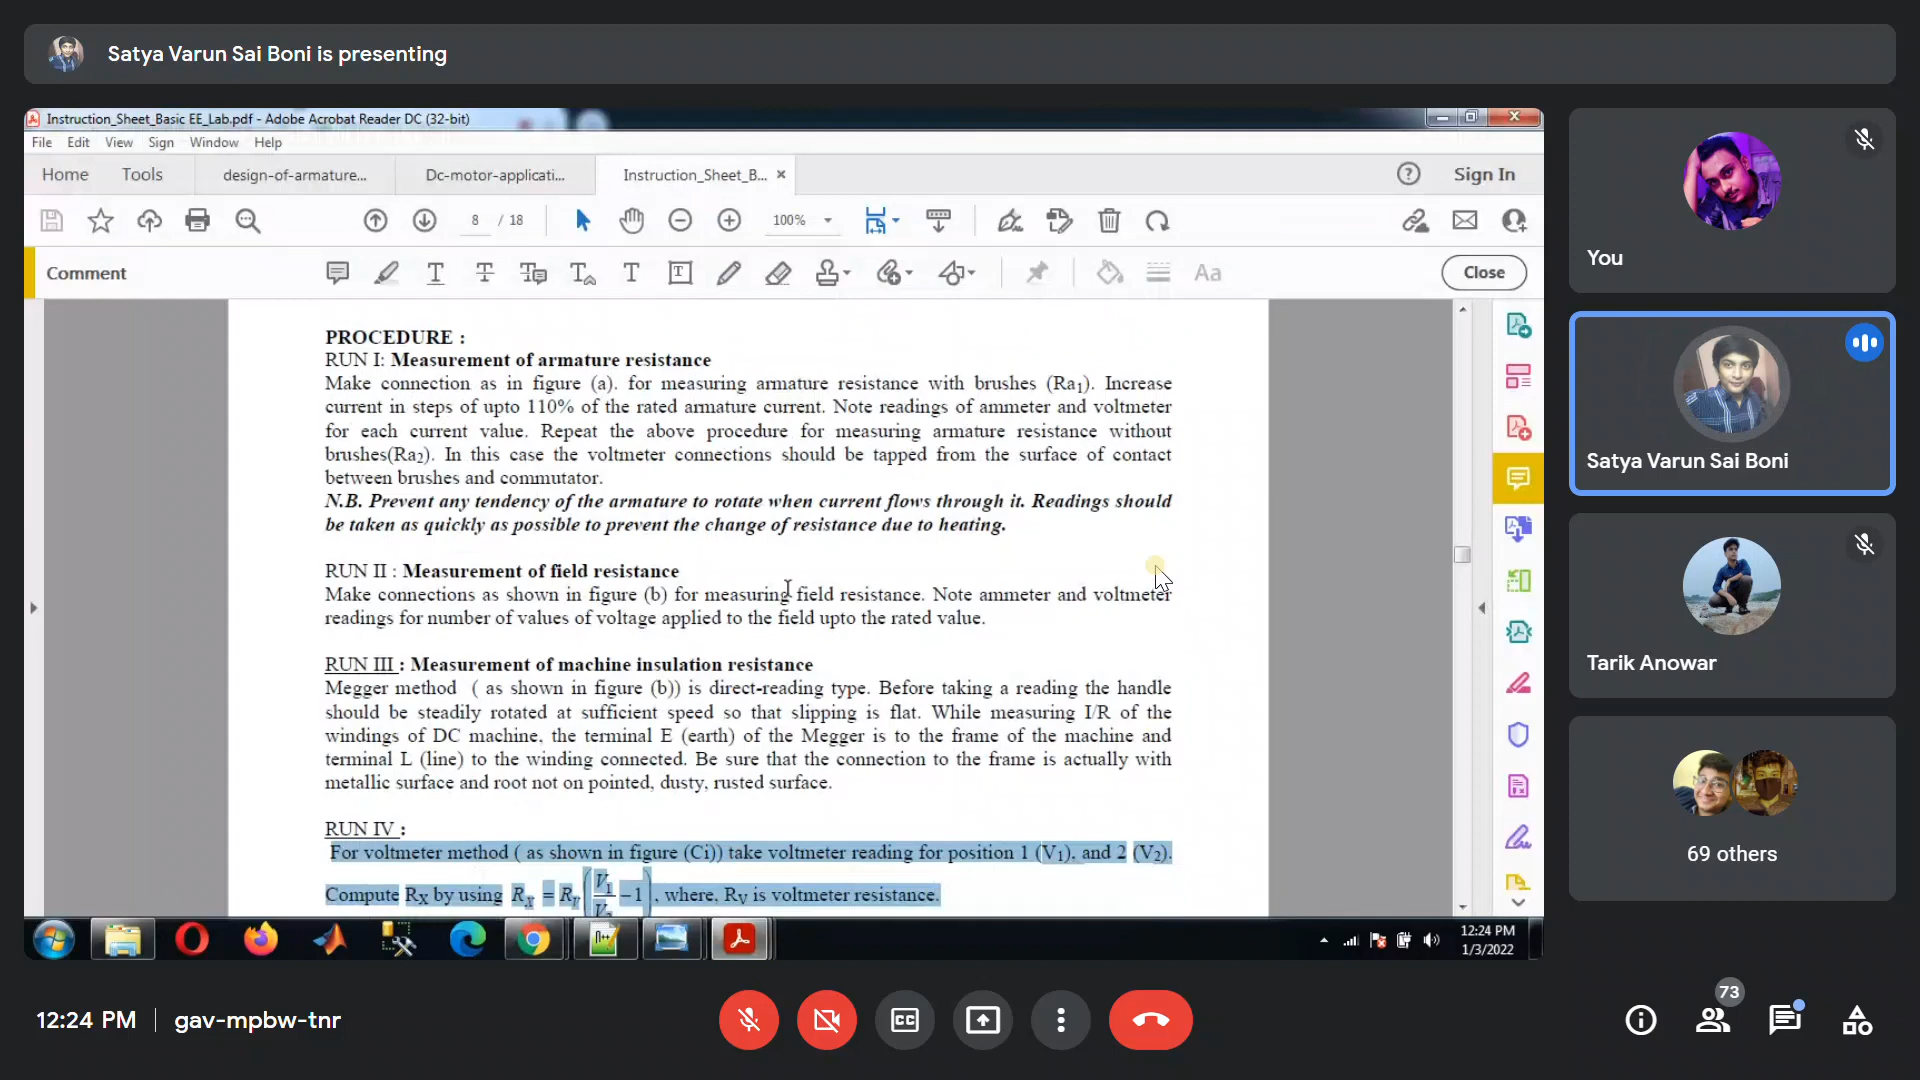 Satya Varun Sai Boni is presenting
Instruction_Sheet_Basic EE_Lab.pdf - Adobe Acrobat Reader DC (32-bit)
File Edit View Sign Window Help
Home Tools design-of-armature... Dc-motor-applicati... Instruction_Sheet_B... Sign In
8 / 18 100%
Comment Aa Close
PROCEDURE :
RUN I: Measurement of armature resistance
Make connection as in figure (a). for measuring armature resistance with brushes (Ra₁). Increase
current in steps of upto 110% of the rated armature current. Note readings of ammeter and voltmeter
for each current value. Repeat the above procedure for measuring armature resistance without
brushes(Ra₂). In this case the voltmeter connections should be tapped from the surface of contact
between brushes and commutator.
N.B. Prevent any tendency of the armature to rotate when current flows through it. Readings should
be taken as quickly as possible to prevent the change of resistance due to heating.
RUN II : Measurement of field resistance
Make connections as shown in figure (b) for measuring field resistance. Note ammeter and voltmeter
readings for number of values of voltage applied to the field upto the rated value.
RUN III : Measurement of machine insulation resistance
Megger method ( as shown in figure (b)) is direct-reading type. Before taking a reading the handle
should be steadily rotated at sufficient speed so that slipping is flat. While measuring I/R of the
windings of DC machine, the terminal E (earth) of the Megger is to the frame of the machine and
terminal L (line) to the winding connected. Be sure that the connection to the frame is actually with
metallic surface and root not on pointed, dusty, rusted surface.
RUN IV :
For voltmeter method ( as shown in figure (Ci)) take voltmeter reading for position 1 (V₁), and 2 (V₂).
Compute Rx by using Rx = Rv(V₁/V₂ −1), where, Rv is voltmeter resistance.
12:24 PM
1/3/2022
You
Satya Varun Sai Boni
Tarik Anowar
69 others
12:24 PM | gav-mpbw-tnr
CC
73